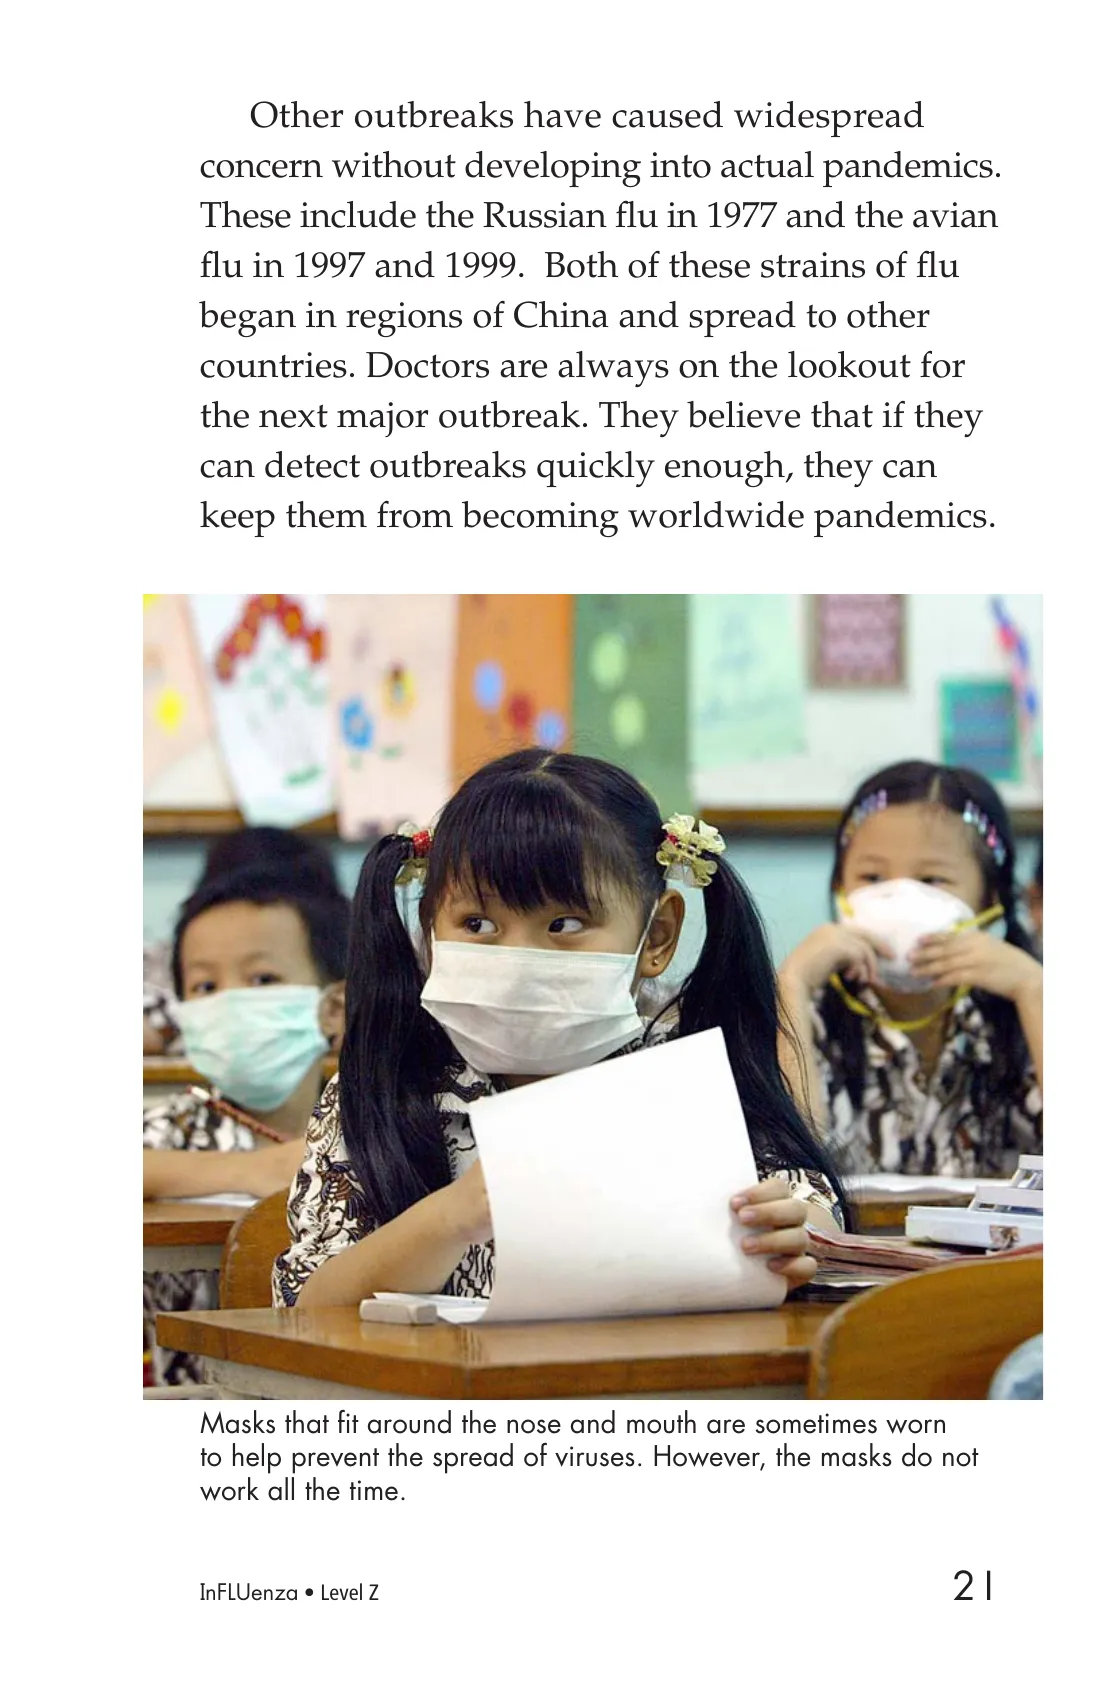 Other outbreaks have caused widespread
concern without developing into actual pandemics.
These include the Russian flu in 1977 and the avian
flu in 1997 and 1999.  Both of these strains of flu
began in regions of China and spread to other
countries. Doctors are always on the lookout for
the next major outbreak. They believe that if they
can detect outbreaks quickly enough, they can
keep them from becoming worldwide pandemics.
Masks that fit around the nose and mouth are sometimes worn
to help prevent the spread of viruses. However, the masks do not
work all the time.
InFLUenza • Level Z
21